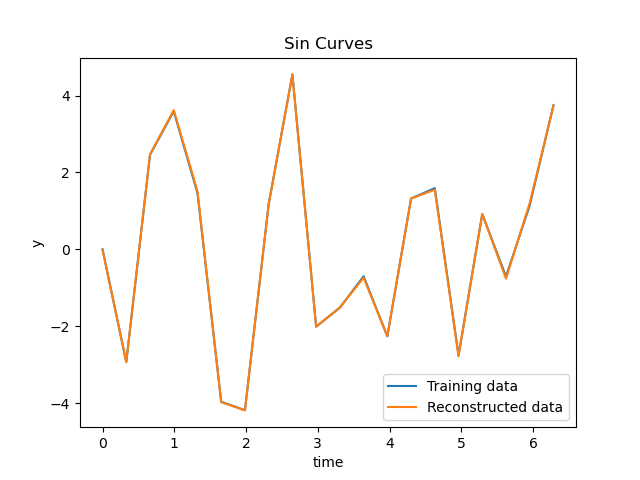 Sin Curves
y
4
2
0
−2
−4
0 1 2 3 4 5 6
time
Training data
Reconstructed data